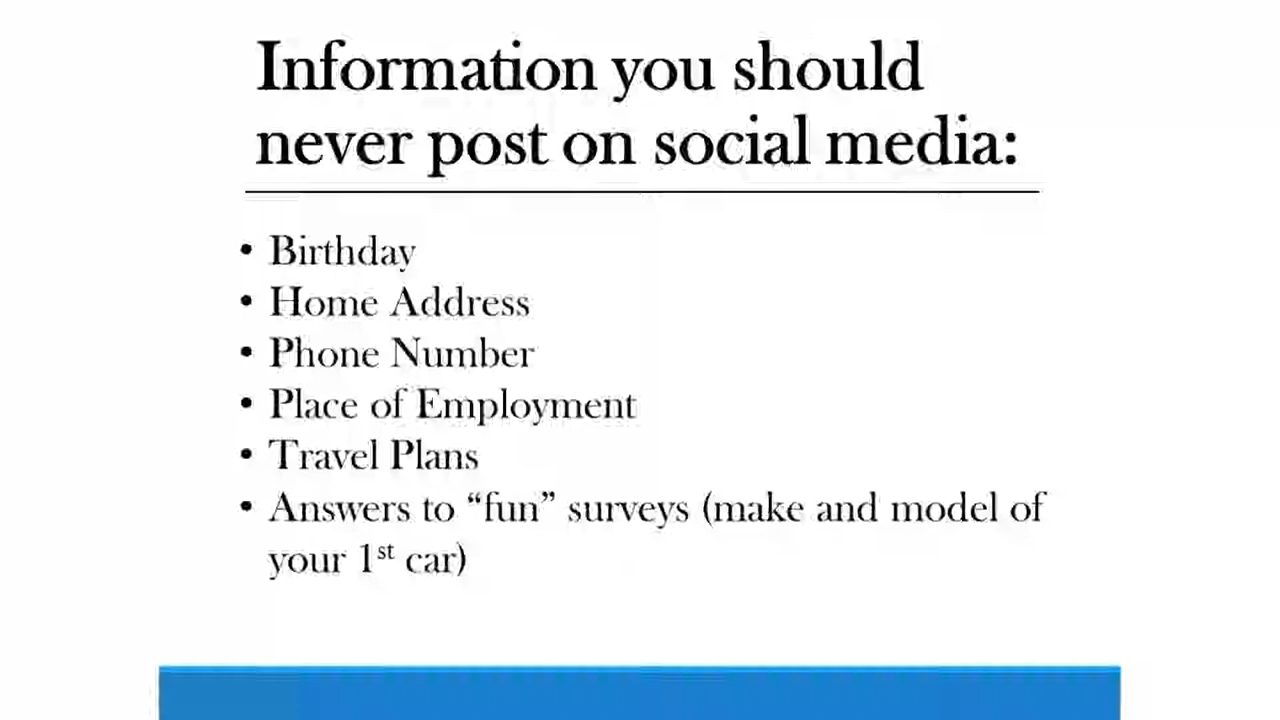 Information you should
never post on social media:
• Birthday
• Home Address
• Phone Number
• Place of Employment
• Travel Plans
• Answers to “fun” surveys (make and model of
your 1st car)